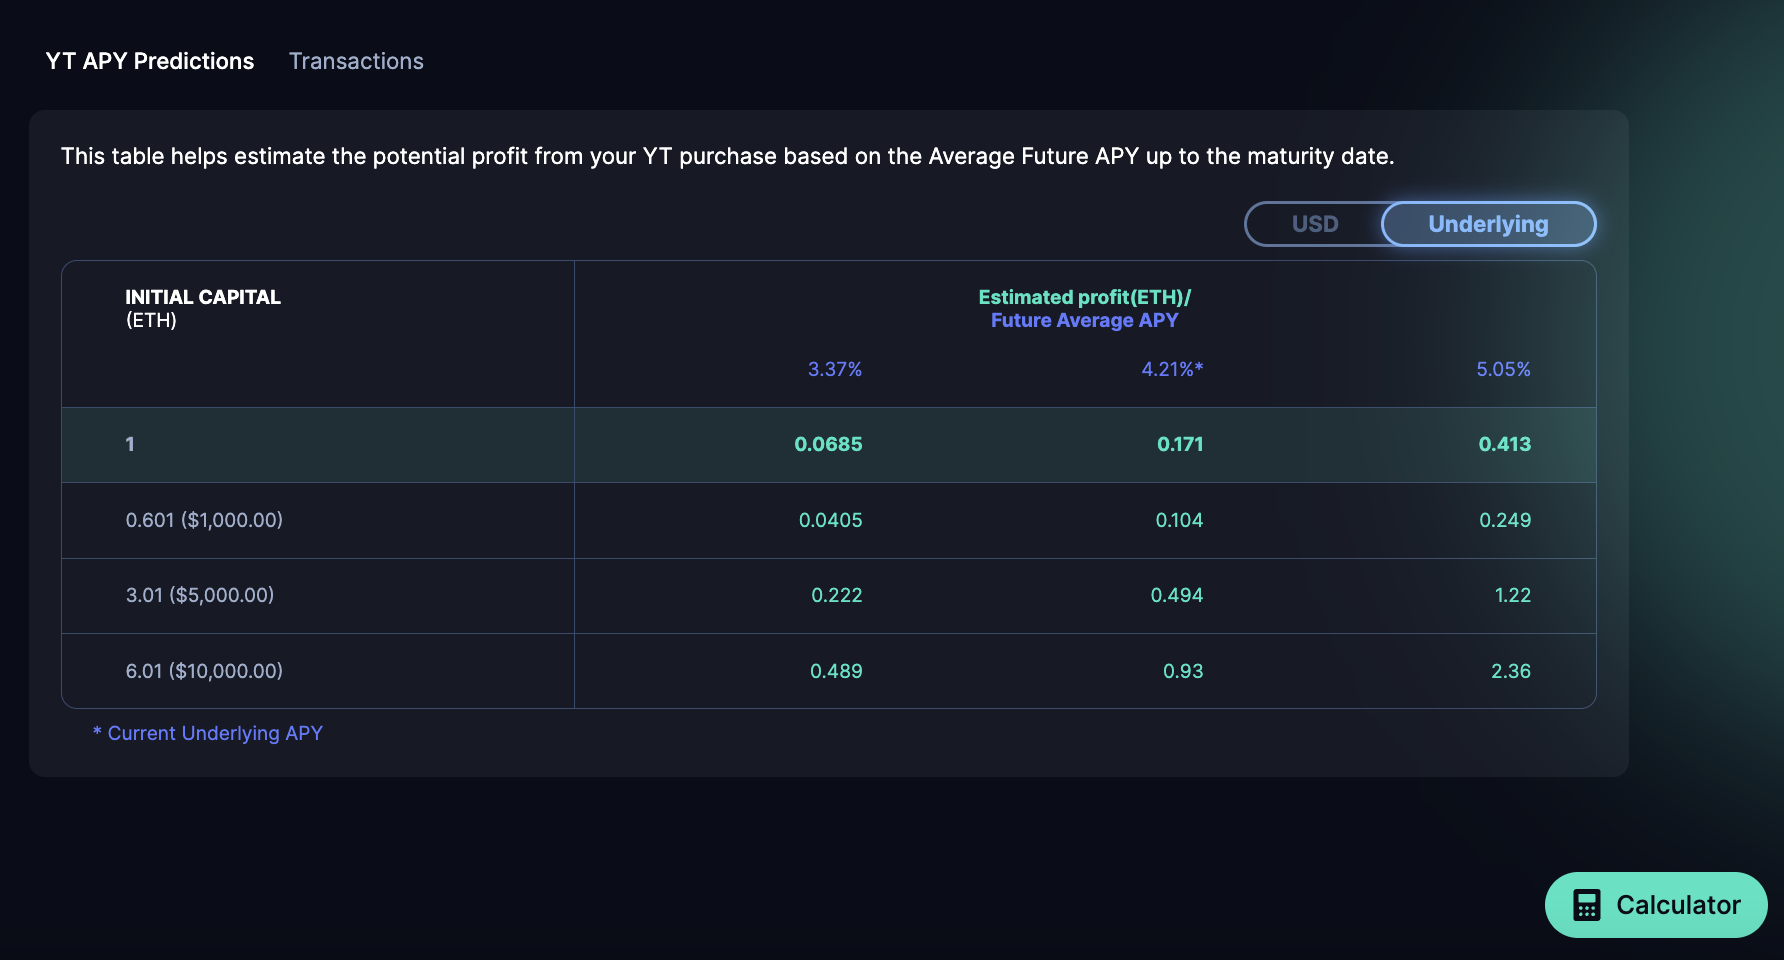 YT APY Predictions Transactions
This table helps estimate the potential profit from your YT purchase based on the Average Future APY up to the maturity date.
USD Underlying
INITIAL CAPITAL
(ETH)
Estimated profit(ETH)/
Future Average APY
3.37% 4.21%* 5.05%
1 0.0685 0.171 0.413
0.601 ($1,000.00) 0.0405 0.104 0.249
3.01 ($5,000.00) 0.222 0.494 1.22
6.01 ($10,000.00) 0.489 0.93 2.36
* Current Underlying APY
Calculator